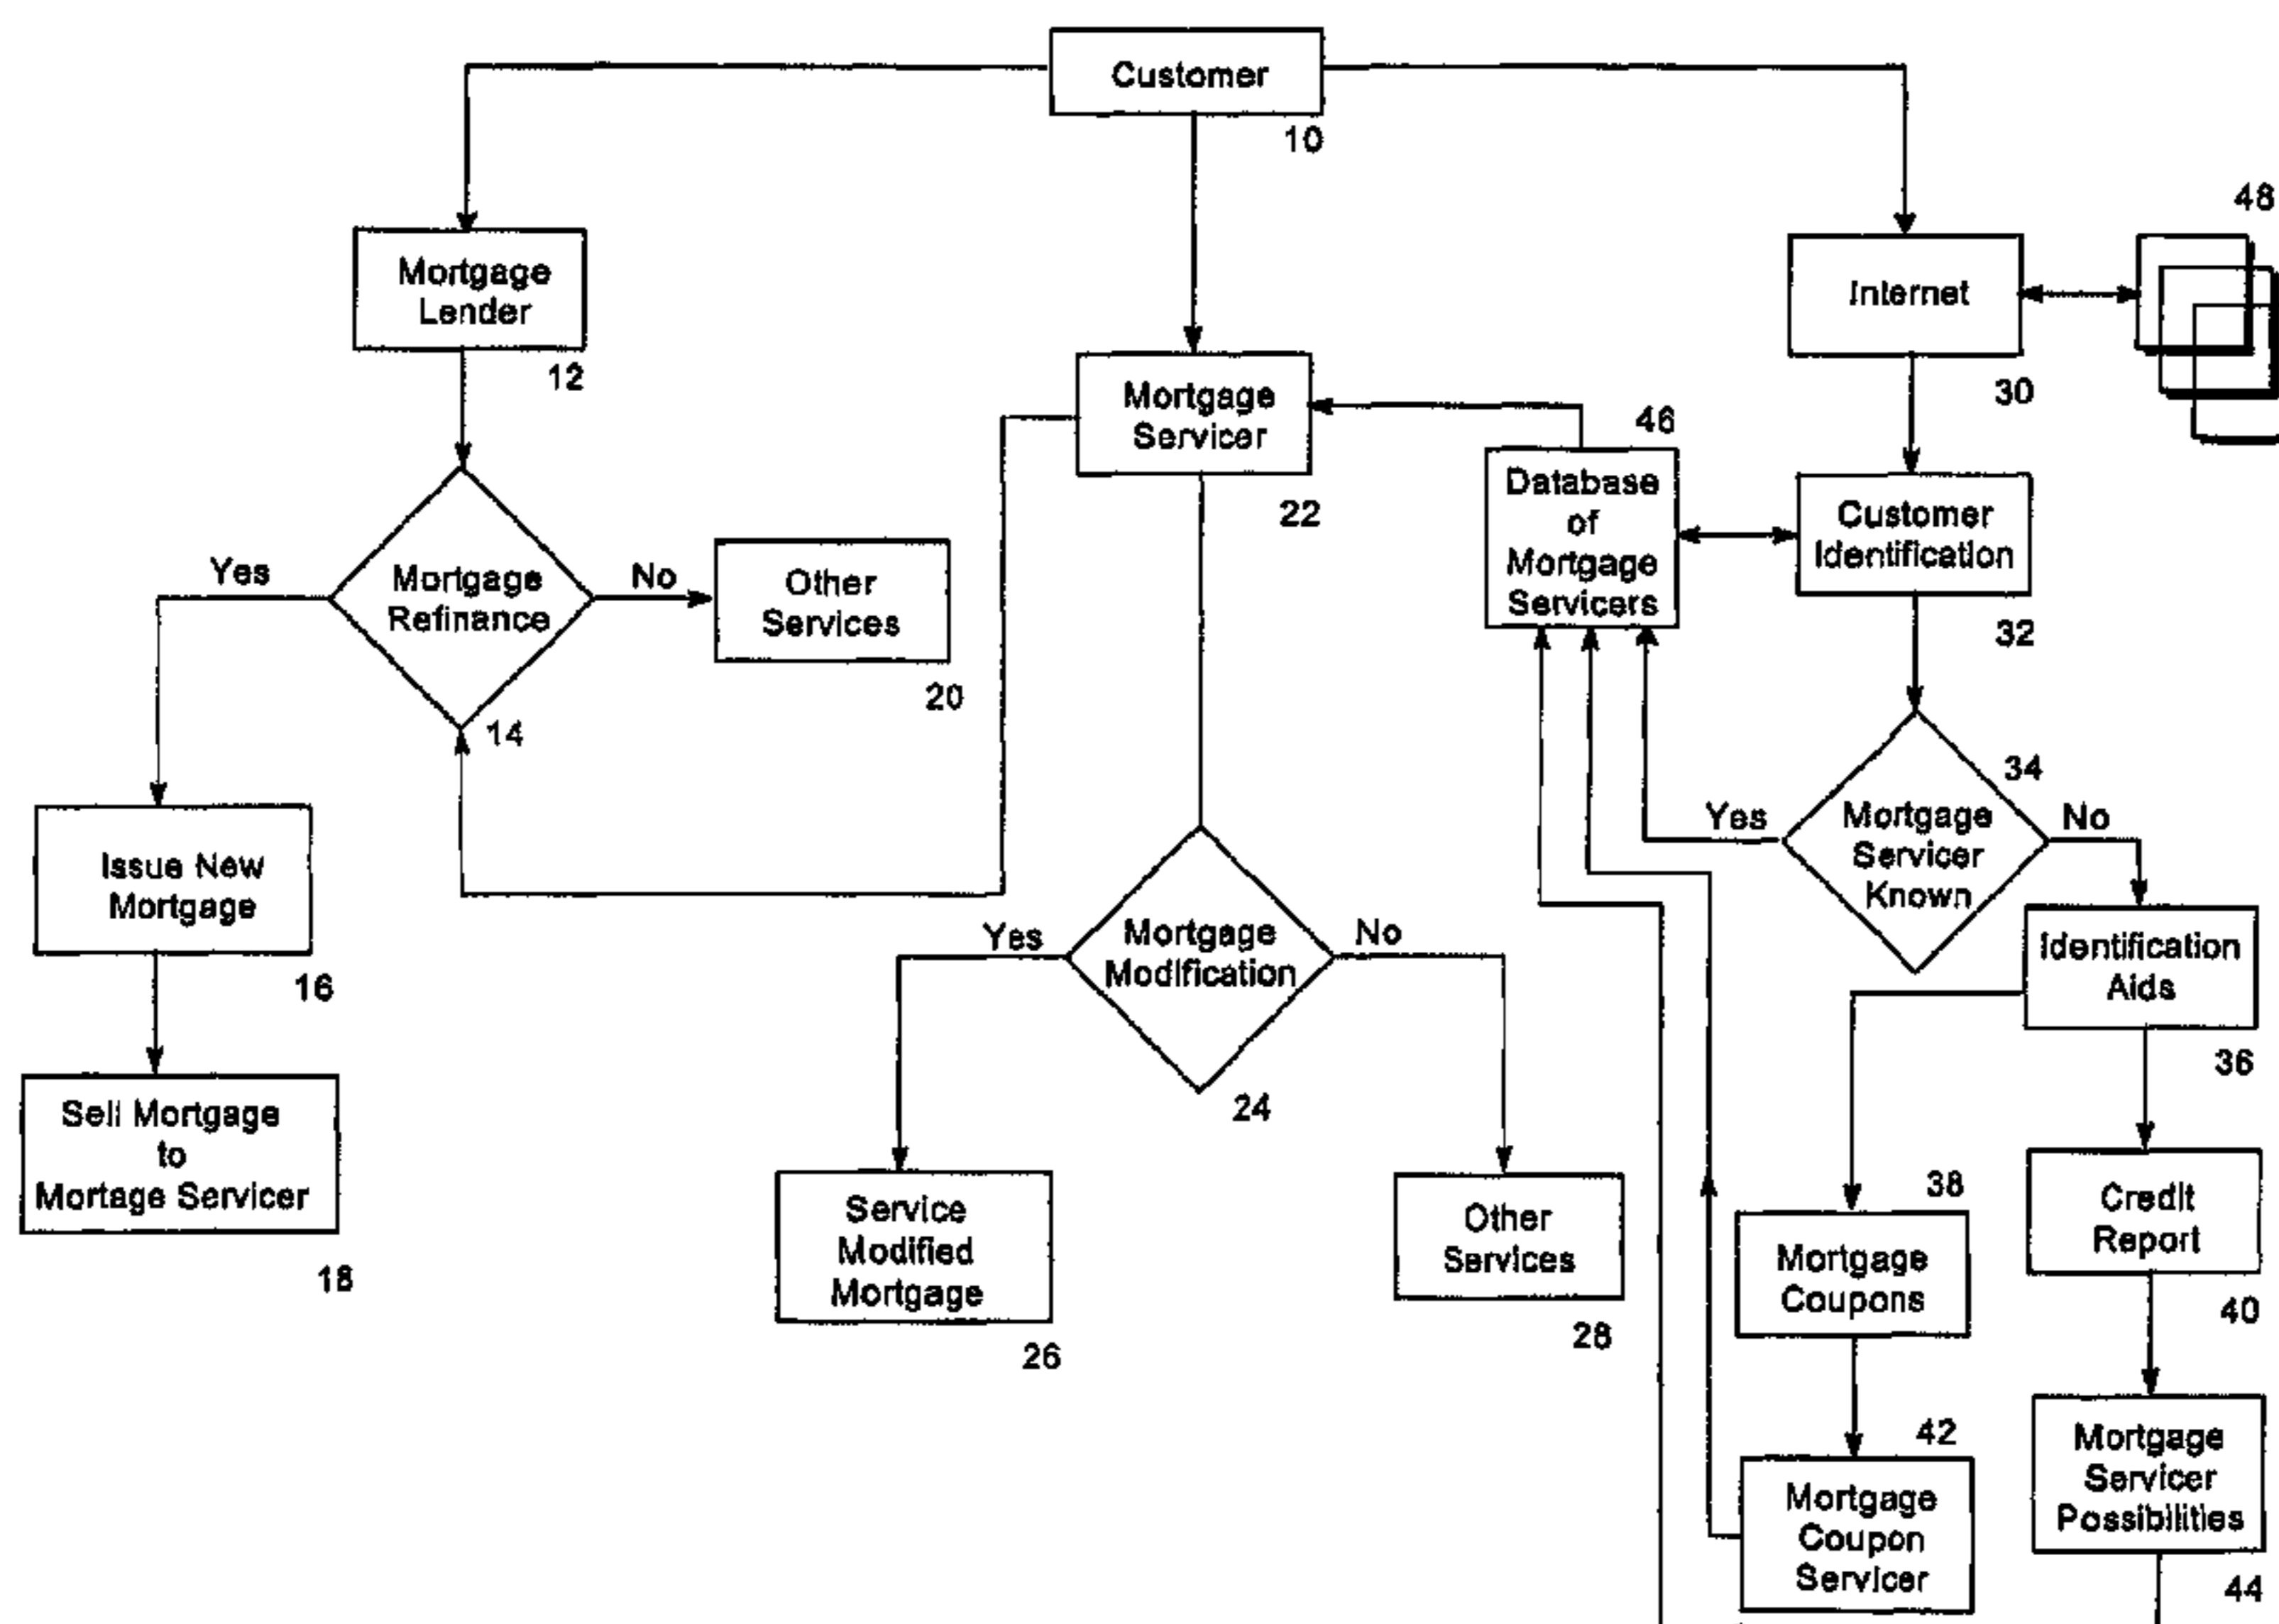 Customer
10
48
Mortgage
Lender
12
Internet
30
Mortgage
Servicer
22
46
Database
of
Mortgage
Servicers
Customer
Identification
32
Yes
Mortgage
Refinance
No
14
Other
Services
20
34
Yes
Mortgage
Servicer
Known
No
Issue New
Mortgage
16
Yes
Mortgage
Modification
No
24
Identification
Aids
36
Sell Mortgage
to
Mortage Servicer
18
Service
Modified
Mortgage
26
Other
Services
28
38
Mortgage
Coupons
Credit
Report
40
42
Mortgage
Coupon
Servicer
Mortgage
Servicer
Possibilities
44